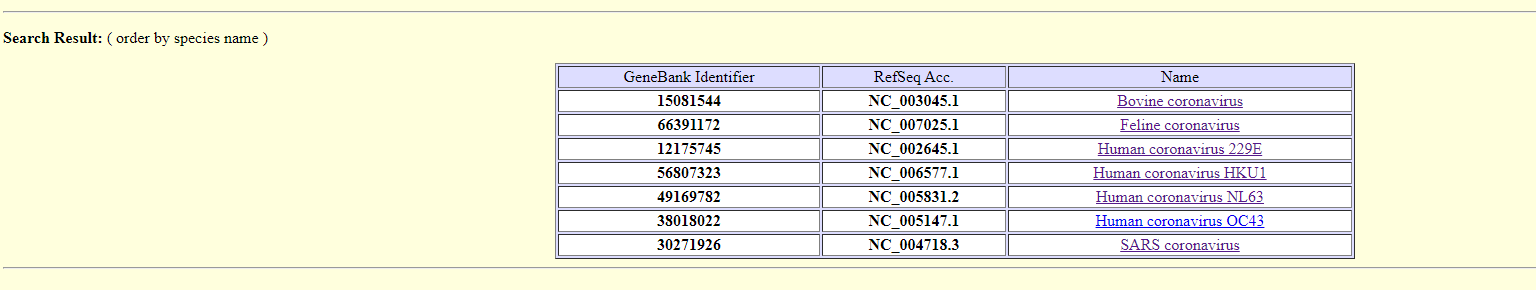 Search Result: ( order by species name )
GeneBank Identifier RefSeq Acc. Name
15081544 NC_003045.1 Bovine coronavirus
66391172 NC_007025.1 Feline coronavirus
12175745 NC_002645.1 Human coronavirus 229E
56807323 NC_006577.1 Human coronavirus HKU1
49169782 NC_005831.2 Human coronavirus NL63
38018022 NC_005147.1 Human coronavirus OC43
30271926 NC_004718.3 SARS coronavirus